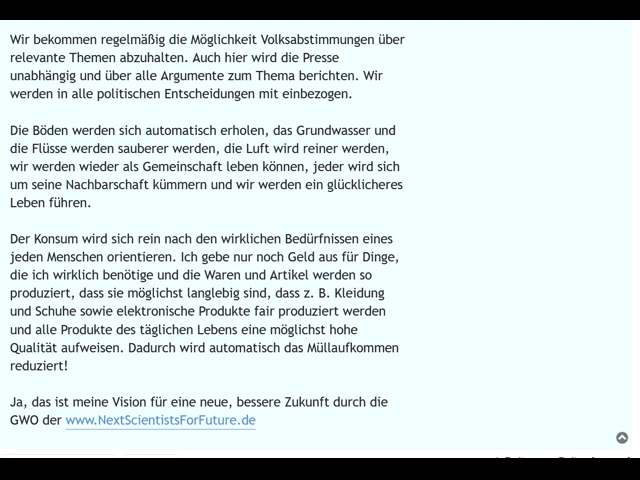 Wir bekommen regelmäßig die Möglichkeit Volksabstimmungen über
relevante Themen abzuhalten. Auch hier wird die Presse
unabhängig und über alle Argumente zum Thema berichten. Wir
werden in alle politischen Entscheidungen mit einbezogen.
Die Böden werden sich automatisch erholen, das Grundwasser und
die Flüsse werden sauberer werden, die Luft wird reiner werden,
wir werden wieder als Gemeinschaft leben können, jeder wird sich
um seine Nachbarschaft kümmern und wir werden ein glücklicheres
Leben führen.
Der Konsum wird sich rein nach den wirklichen Bedürfnissen eines
jeden Menschen orientieren. Ich gebe nur noch Geld aus für Dinge,
die ich wirklich benötige und die Waren und Artikel werden so
produziert, dass sie möglichst langlebig sind, dass z. B. Kleidung
und Schuhe sowie elektronische Produkte fair produziert werden
und alle Produkte des täglichen Lebens eine möglichst hohe
Qualität aufweisen. Dadurch wird automatisch das Müllaufkommen
reduziert!
Ja, das ist meine Vision für eine neue, bessere Zukunft durch die
GWO der www.NextScientistsForFuture.de